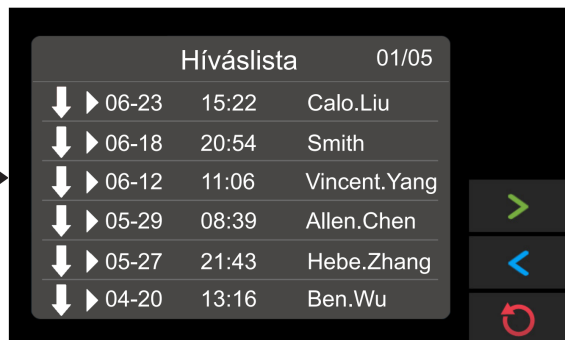 Híváslista 01/05
06-23 15:22 Calo.Liu
06-18 20:54 Smith
06-12 11:06 Vincent.Yang
05-29 08:39 Allen.Chen
05-27 21:43 Hebe.Zhang
04-20 13:16 Ben.Wu